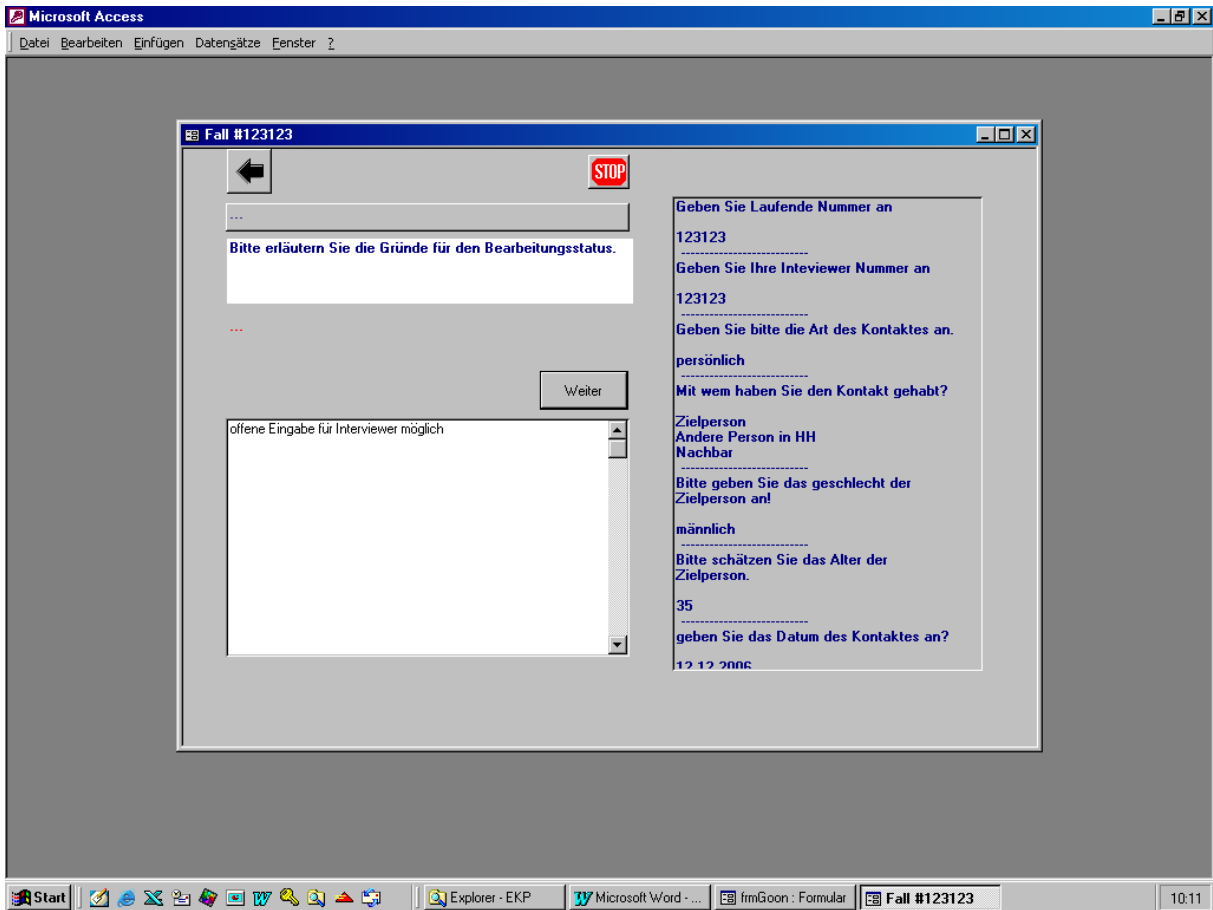 Microsoft Access
Datei Bearbeiten Einfügen Datensätze Fenster ?
Fall #123123
STOP
...
Bitte erläutern Sie die Gründe für den Bearbeitungsstatus.
...
Weiter
offene Eingabe für Interviewer möglich
Geben Sie Laufende Nummer an
123123
---------------------------
Geben Sie Ihre Inteviewer Nummer an
123123
---------------------------
Geben Sie bitte die Art des Kontaktes an.
persönlich
---------------------------
Mit wem haben Sie den Kontakt gehabt?
Zielperson
Andere Person in HH
Nachbar
---------------------------
Bitte geben Sie das geschlecht der
Zielperson an!
männlich
---------------------------
Bitte schätzen Sie das Alter der
Zielperson.
35
---------------------------
geben Sie das Datum des Kontaktes an?
12.12.2006
Start
Explorer - EKP
Microsoft Word - ...
frmGoon : Formular
Fall #123123
10:11